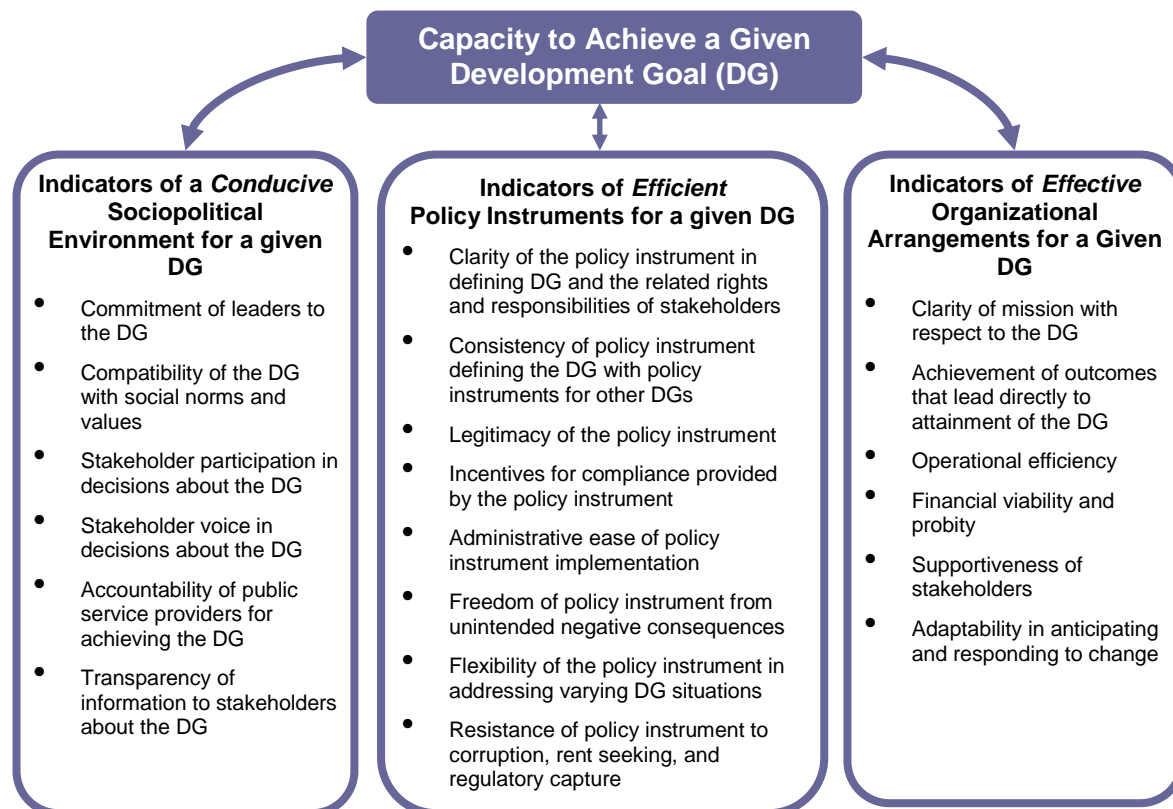 Capacity to Achieve a Given
Development Goal (DG)
Indicators of a Conducive
Sociopolitical
Environment for a given
DG
• Commitment of leaders to
the DG
• Compatibility of the DG
with social norms and
values
• Stakeholder participation in
decisions about the DG
• Stakeholder voice in
decisions about the DG
• Accountability of public
service providers for
achieving the DG
• Transparency of
information to stakeholders
about the DG
Indicators of Efficient
Policy Instruments for a given DG
• Clarity of the policy instrument in
defining DG and the related rights
and responsibilities of stakeholders
• Consistency of policy instrument
defining the DG with policy
instruments for other DGs
• Legitimacy of the policy instrument
• Incentives for compliance provided
by the policy instrument
• Administrative ease of policy
instrument implementation
• Freedom of policy instrument from
unintended negative consequences
• Flexibility of the policy instrument in
addressing varying DG situations
• Resistance of policy instrument to
corruption, rent seeking, and
regulatory capture
Indicators of Effective
Organizational
Arrangements for a Given
DG
• Clarity of mission with
respect to the DG
• Achievement of outcomes
that lead directly to
attainment of the DG
• Operational efficiency
• Financial viability and
probity
• Supportiveness of
stakeholders
• Adaptability in anticipating
and responding to change